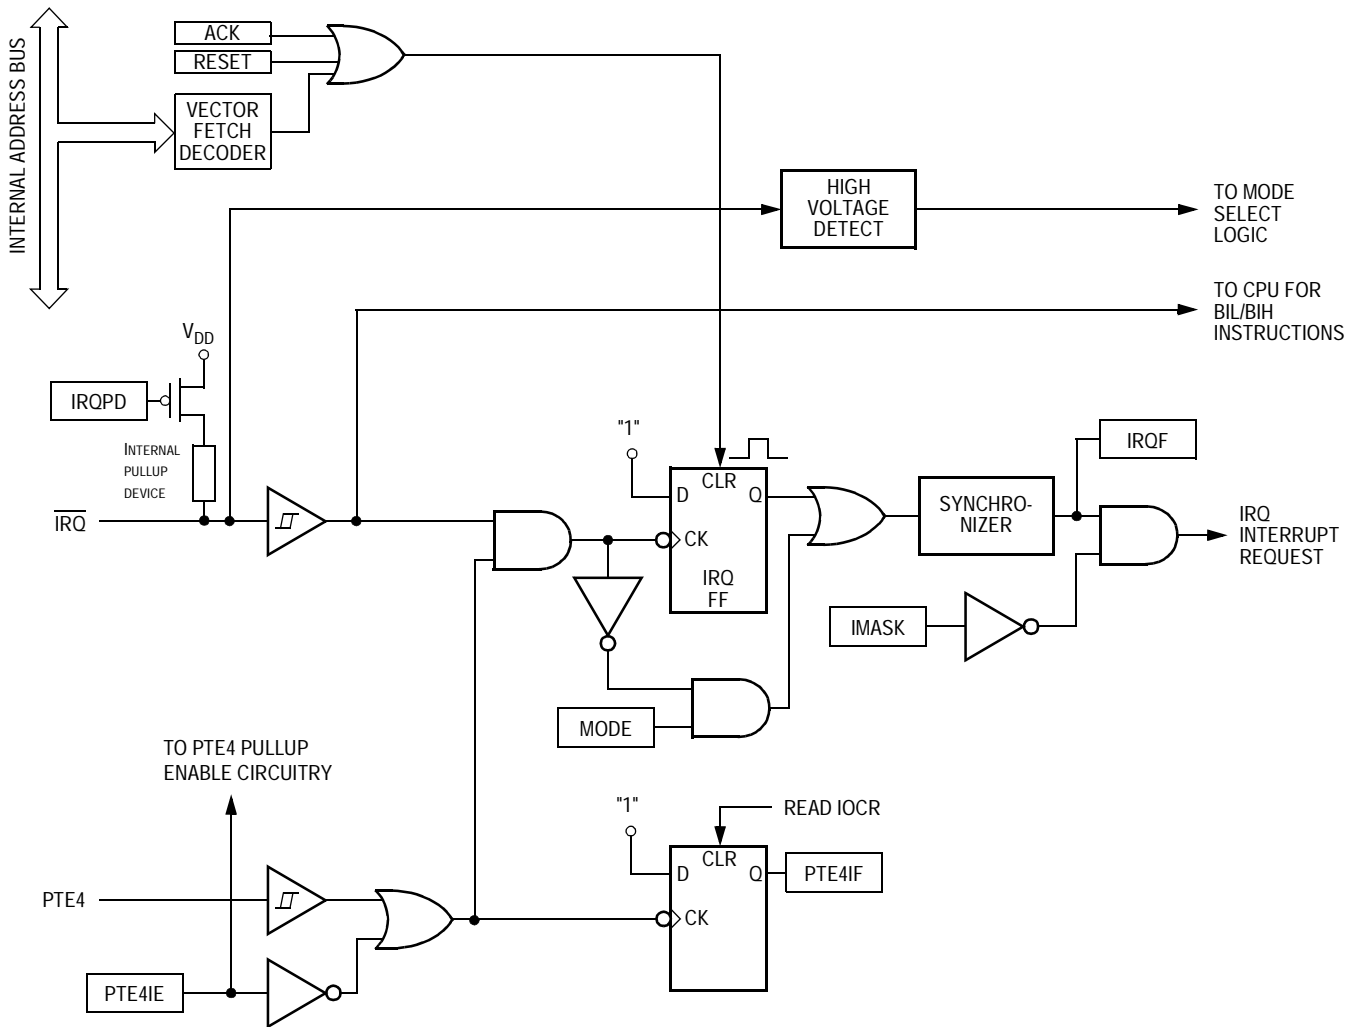 INTERNAL ADDRESS BUS
ACK
RESET
VECTOR
FETCH
DECODER
HIGH
VOLTAGE
DETECT
TO MODE
SELECT
LOGIC
TO CPU FOR
BIL/BIH
INSTRUCTIONS
VDD
IRQPD
INTERNAL
PULLUP
DEVICE
IRQ
"1"
D
CLR
Q
CK
IRQ
FF
SYNCHRO-
NIZER
IRQF
IRQ
INTERRUPT
REQUEST
IMASK
MODE
TO PTE4 PULLUP
ENABLE CIRCUITRY
"1"
READ IOCR
D
CLR
Q
CK
PTE4IF
PTE4
PTE4IE